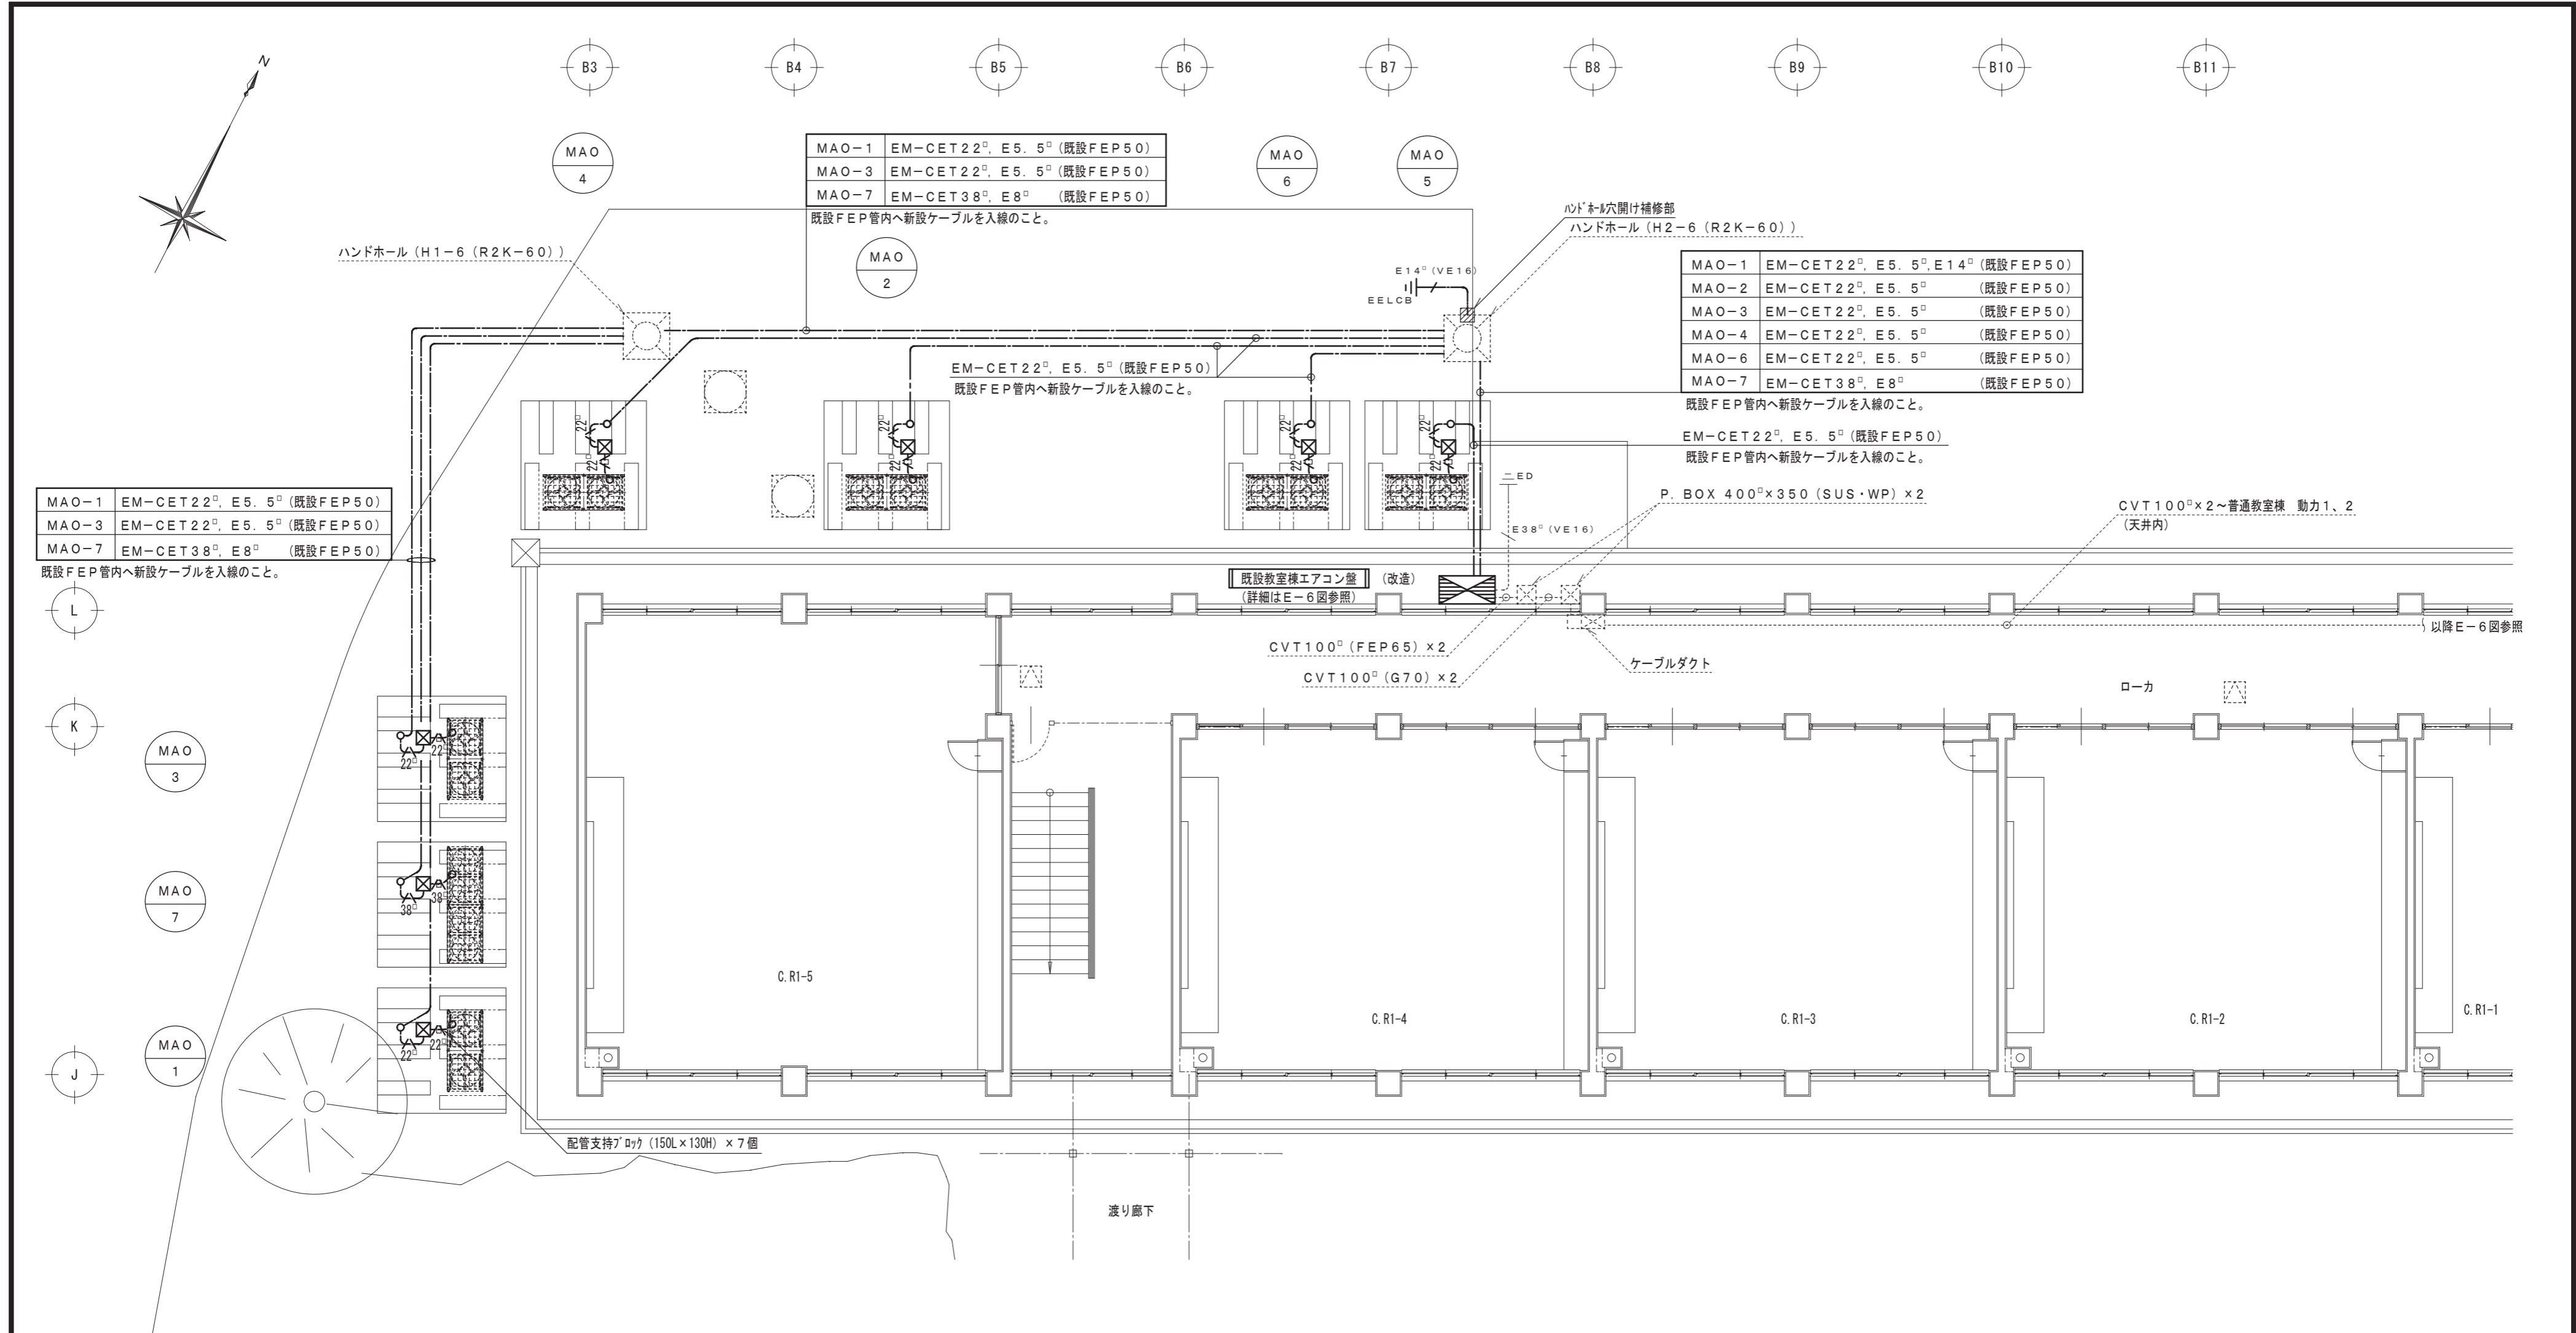 N
B3
B4
B5
B6
B7
B8
B9
B10
B11
MAO
4
MAO-1 EM-CET22□, E5.5□ (既設FEP50)
MAO-3 EM-CET22□, E5.5□ (既設FEP50)
MAO-7 EM-CET38□, E8□ (既設FEP50)
既設FEP管内へ新設ケーブルを入線のこと。
MAO
6
MAO
5
MAO
2
ハンドホール (H1-6 (R2K-60))
ハンドホール穴開け補修部
ハンドホール (H2-6 (R2K-60))
E14□ (VE16)
EELCB
MAO-1 EM-CET22□, E5.5□,E14□ (既設FEP50)
MAO-2 EM-CET22□, E5.5□ (既設FEP50)
MAO-3 EM-CET22□, E5.5□ (既設FEP50)
MAO-4 EM-CET22□, E5.5□ (既設FEP50)
MAO-6 EM-CET22□, E5.5□ (既設FEP50)
MAO-7 EM-CET38□, E8□ (既設FEP50)
既設FEP管内へ新設ケーブルを入線のこと。
EM-CET22□, E5.5□ (既設FEP50)
既設FEP管内へ新設ケーブルを入線のこと。
EM-CET22□, E5.5□ (既設FEP50)
既設FEP管内へ新設ケーブルを入線のこと。
22□
22□
22□
22□
22□
22□
22□
22□
ED
E38□ (VE16)
P.BOX 400□×350 (SUS・WP) ×2
CVT100□×2~普通教室棟 動力1、2
(天井内)
MAO-1 EM-CET22□, E5.5□ (既設FEP50)
MAO-3 EM-CET22□, E5.5□ (既設FEP50)
MAO-7 EM-CET38□, E8□ (既設FEP50)
既設FEP管内へ新設ケーブルを入線のこと。
既設教室棟エアコン盤 (改造)
(詳細はE-6図参照)
L
以降E-6図参照
CVT100□ (FEP65) ×2
CVT100□ (G70) ×2
ケーブルダクト
ローカ
K
MAO
3
22□
22□
MAO
7
38□
38□
C.R1-5
C.R1-4
C.R1-3
C.R1-2
C.R1-1
MAO
1
22□
22□
J
配管支持ブロック (150L×130H) ×7個
渡り廊下